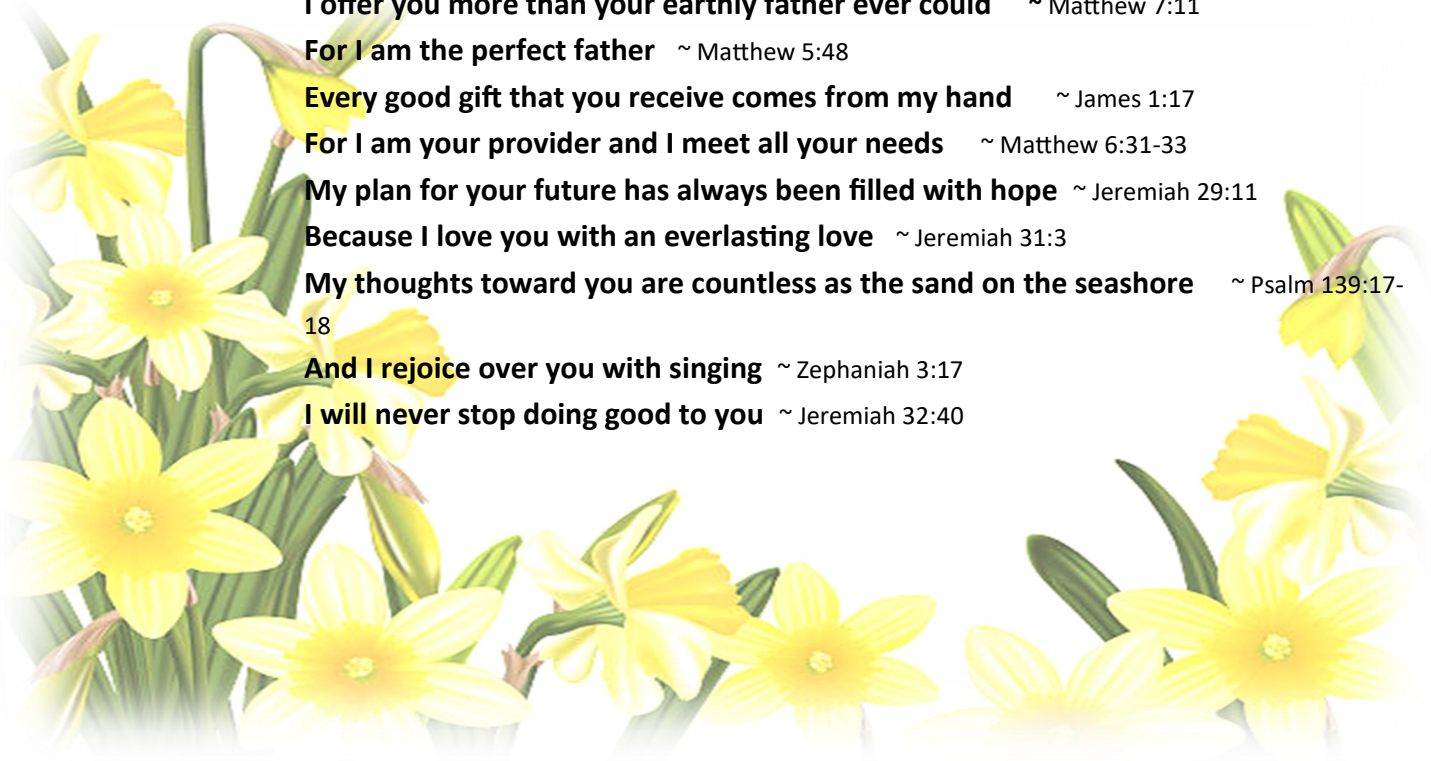 I offer you more than your earthly father ever could ~ Matthew 7:11
For I am the perfect father ~ Matthew 5:48
Every good gift that you receive comes from my hand ~ James 1:17
For I am your provider and I meet all your needs ~ Matthew 6:31-33
My plan for your future has always been filled with hope ~ Jeremiah 29:11
Because I love you with an everlasting love ~ Jeremiah 31:3
My thoughts toward you are countless as the sand on the seashore ~ Psalm 139:17-
18
And I rejoice over you with singing ~ Zephaniah 3:17
I will never stop doing good to you ~ Jeremiah 32:40